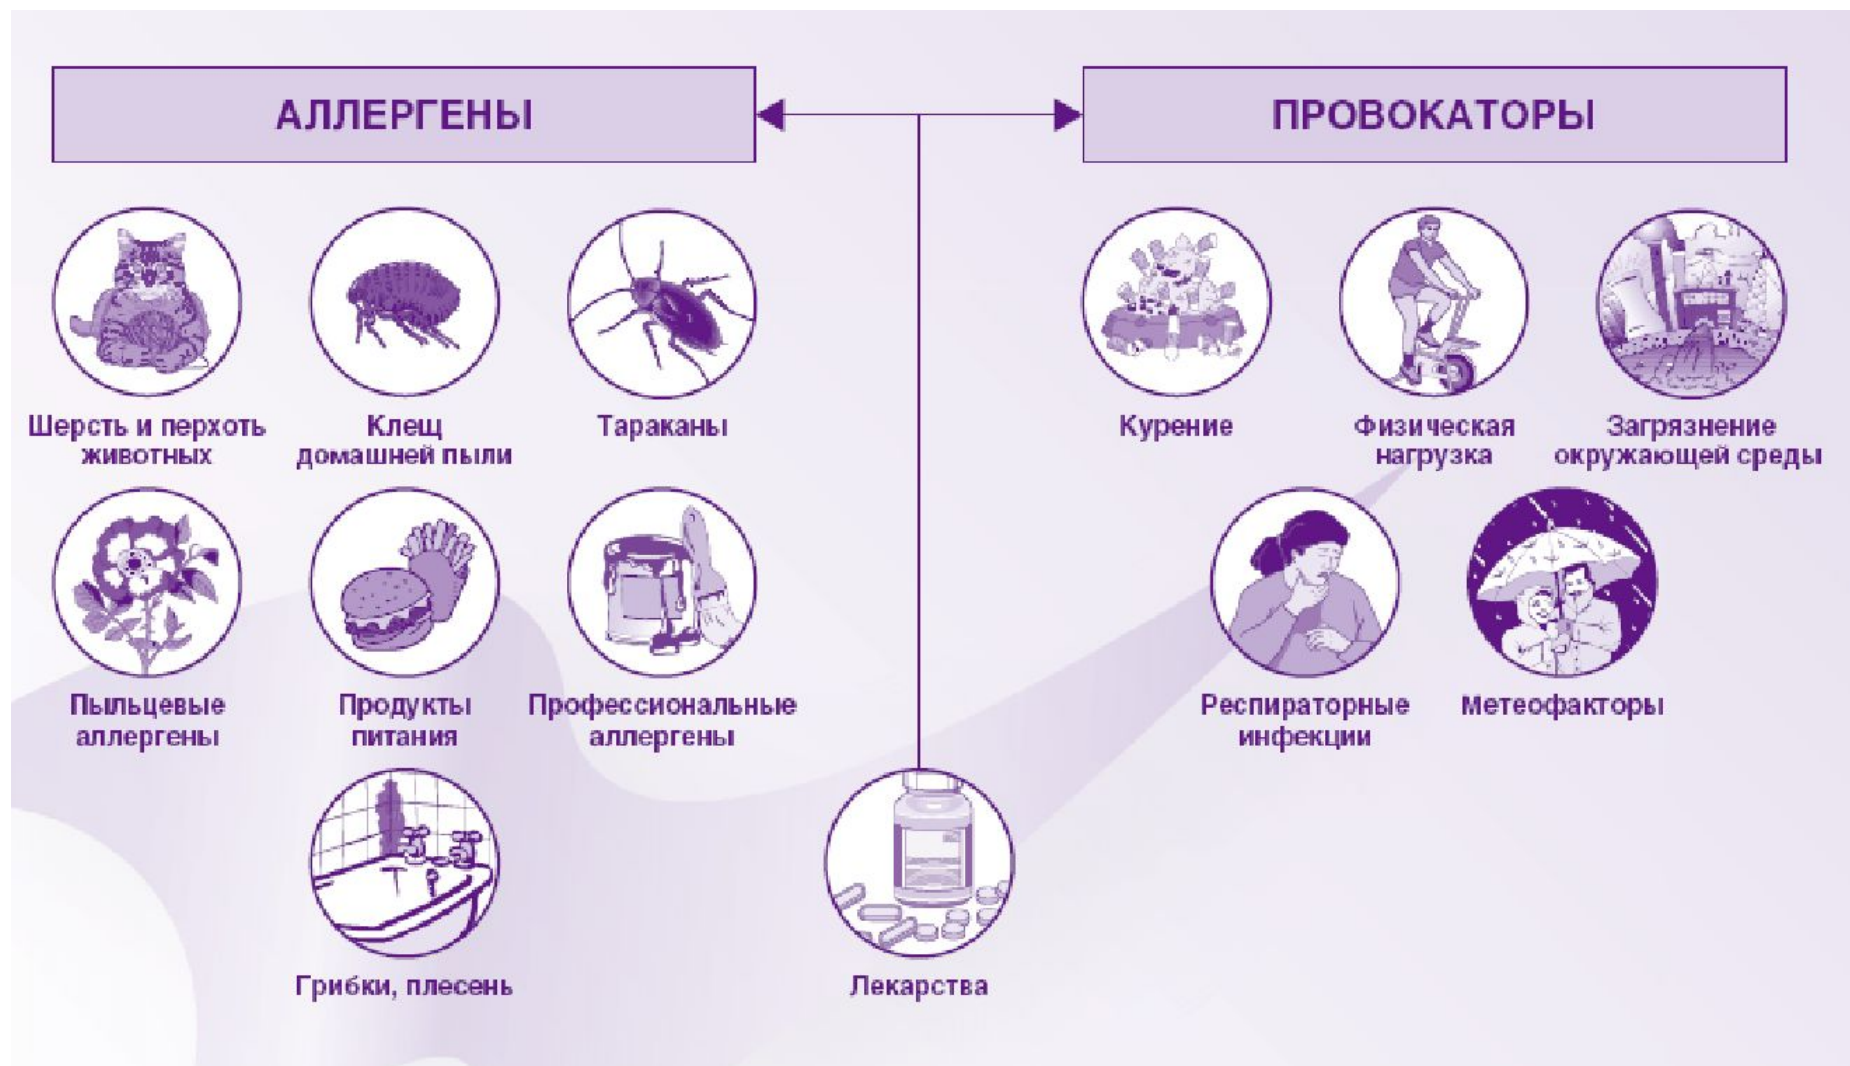 АЛЛЕРГЕНЫ
ПРОВОКАТОРЫ
Шерсть и перхоть
животных
Клещ
домашней пыли
Тараканы
Курение
Физическая
нагрузка
Загрязнение
окружающей среды
Пыльцевые
аллергены
Продукты
питания
Профессиональные
аллергены
Респираторные
инфекции
Метеофакторы
Грибки, плесень
Лекарства